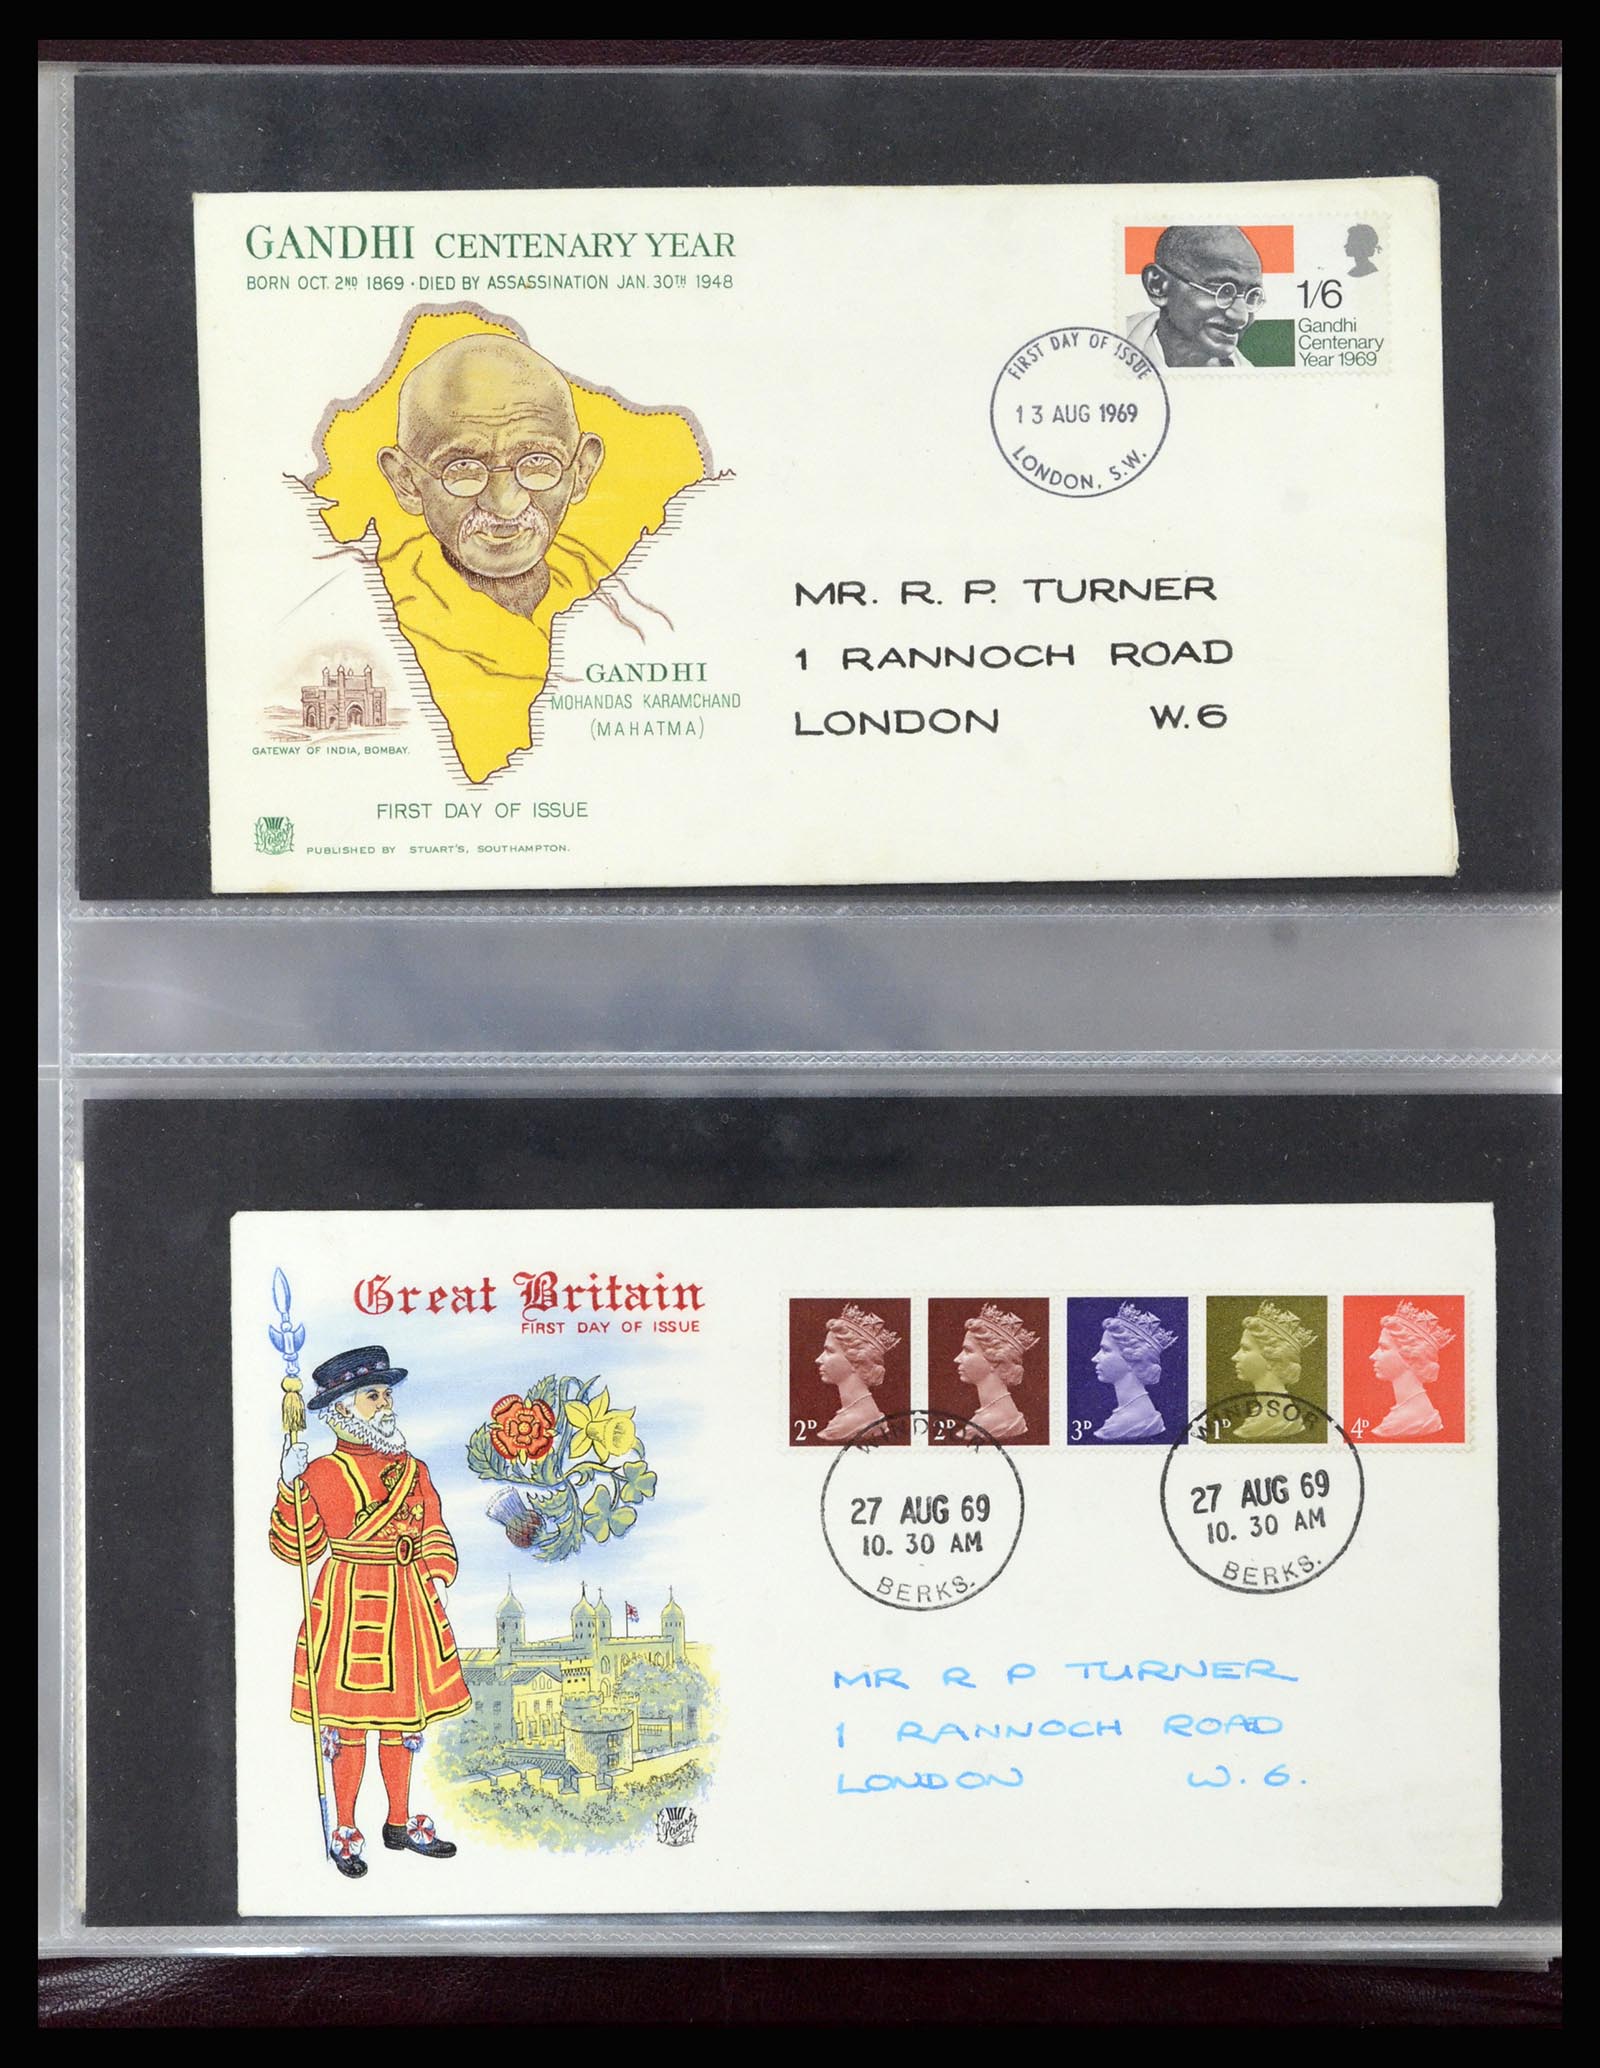 GANDHI CENTENARY YEAR
BORN OCT. 2ND 1869 · DIED BY ASSASSINATION JAN. 30TH 1948
1/6
Gandhi
Centenary
Year 1969
FIRST DAY OF ISSUE
13 AUG 1969
LONDON, S.W.
MR. R. P. TURNER
1 RANNOCH ROAD
LONDON W.6
GANDHI
MOHANDAS KARAMCHAND
(MAHATMA)
GATEWAY OF INDIA, BOMBAY.
FIRST DAY OF ISSUE
PUBLISHED BY STUART'S, SOUTHAMPTON.
Great Britain
FIRST DAY OF ISSUE
2D 2D 3D 1D 4D
WINDSOR
27 AUG 69
10. 30 AM
BERKS.
WINDSOR
27 AUG 69
10. 30 AM
BERKS.
MR R P TURNER
1 RANNOCH ROAD
LONDON W. 6.
Stuart